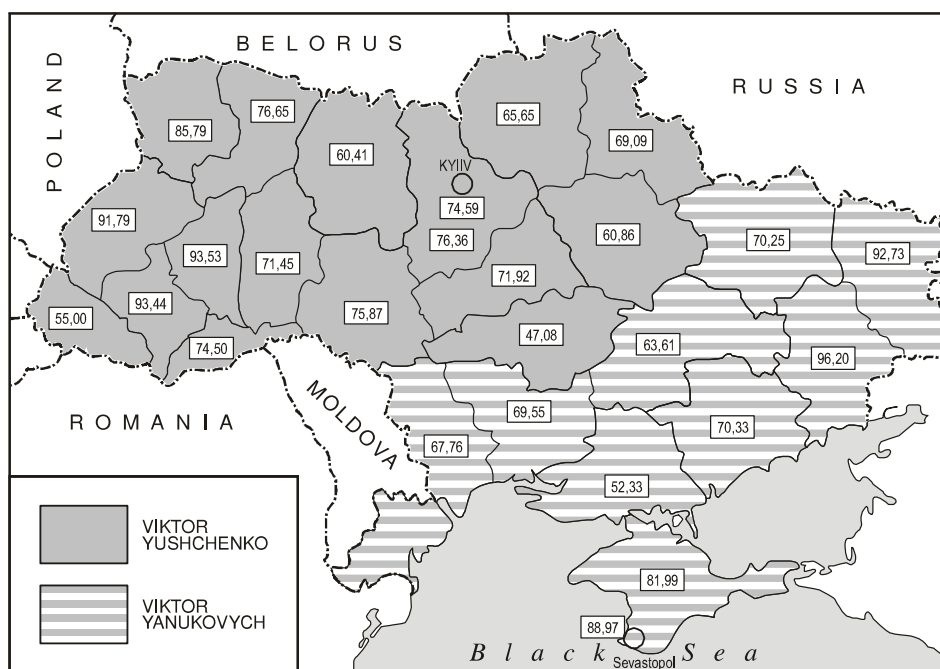 BELORUS
POLAND
RUSSIA
76,65
65,65
85,79
69,09
60,41
KYIIV
74,59
91,79
60,86
70,25
76,36
93,53
92,73
71,45
71,92
93,44
75,87
55,00
47,08
63,61
74,50
96,20
MOLDOVA
69,55
ROMANIA
70,33
67,76
52,33
VIKTOR
YUSHCHENKO
81,99
VIKTOR
YANUKOVYCH
88,97
Black Sea
Sevastopol